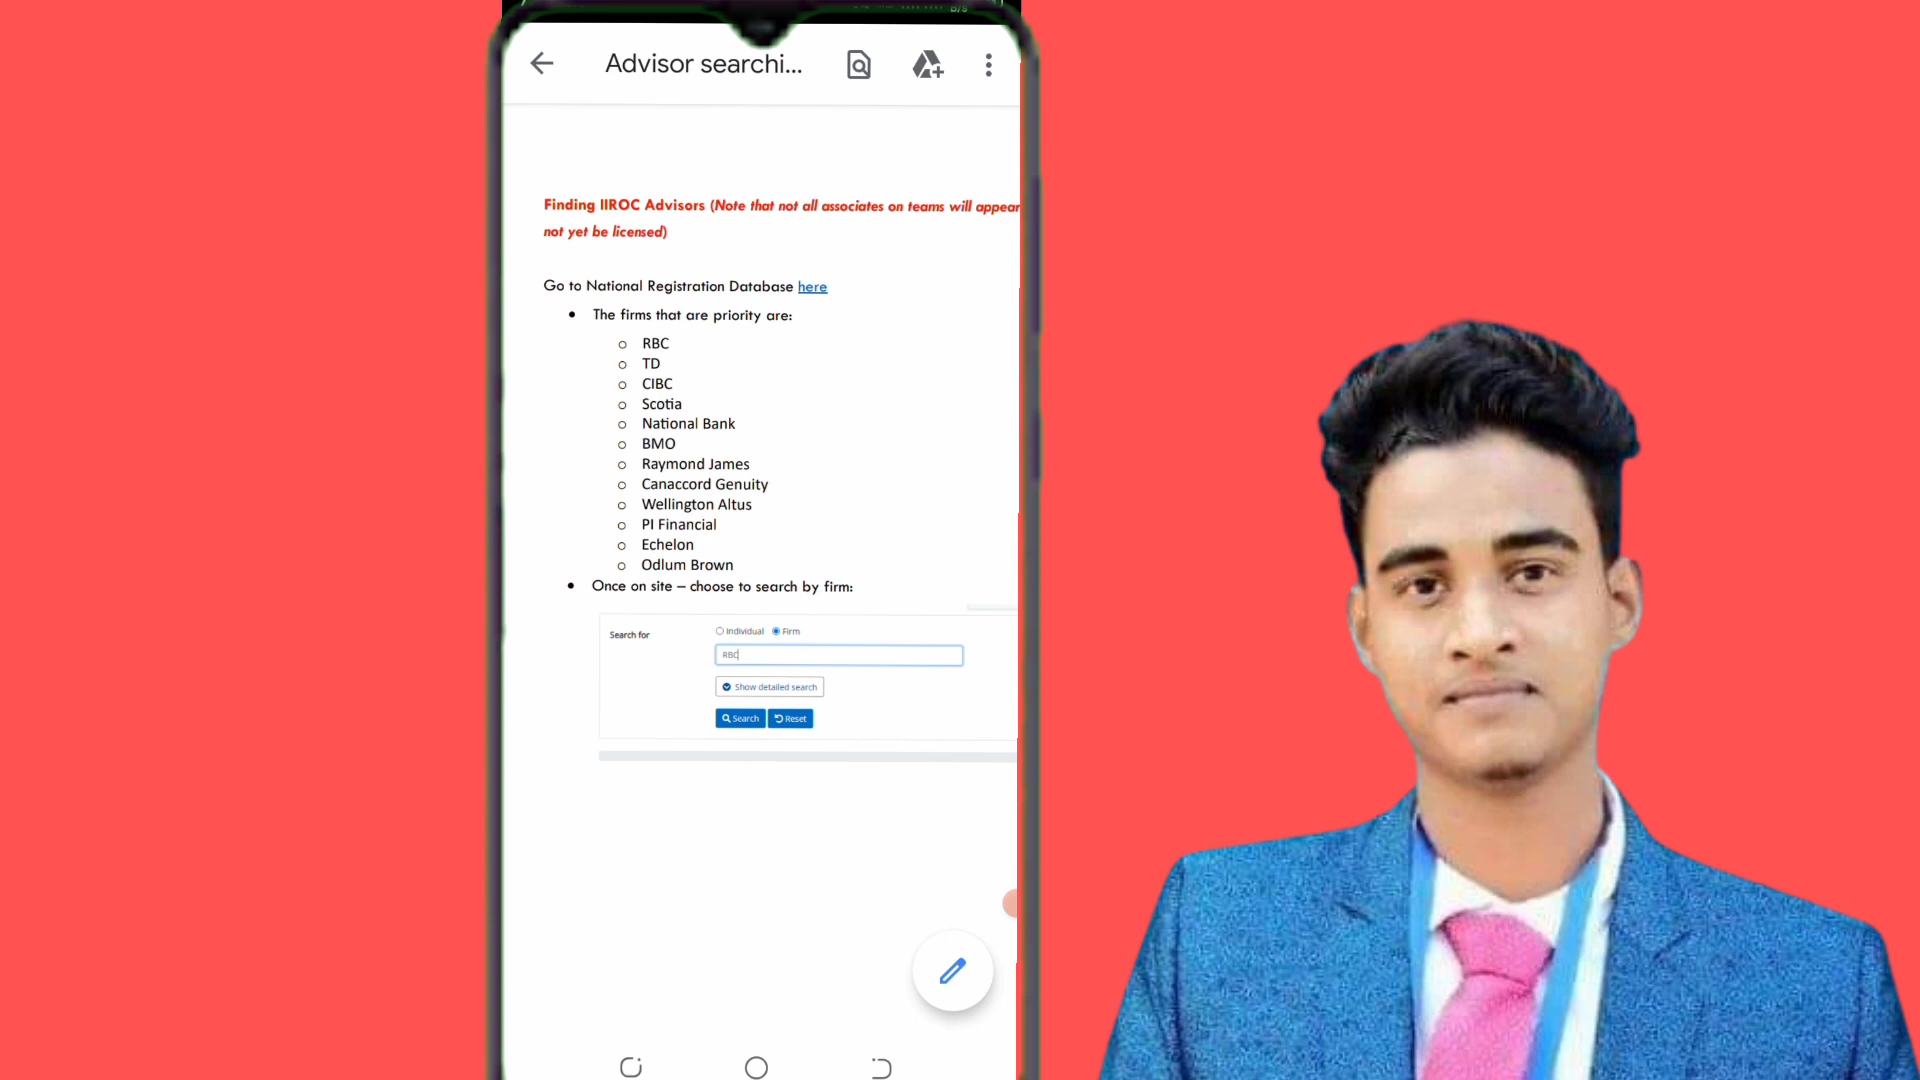 B/s
Advisor searchi...
Finding IIROC Advisors (Note that not all associates on teams will appear
not yet be licensed)
Go to National Registration Database here
• The firms that are priority are:
o RBC
o TD
o CIBC
o Scotia
o National Bank
o BMO
o Raymond James
o Canaccord Genuity
o Wellington Altus
o PI Financial
o Echelon
o Odlum Brown
• Once on site – choose to search by firm:
Search for
Individual Firm
RBC
Show detailed search
Search Reset